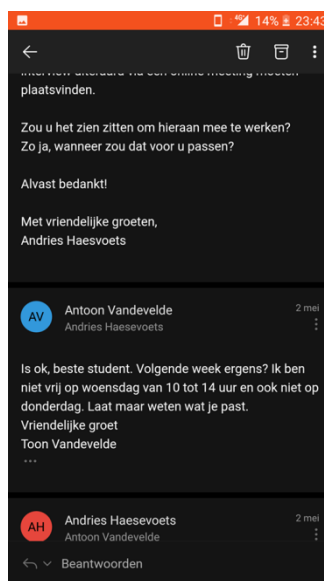 4G 14% 23:43
interview uiteraard via een online meeting moeten
plaatsvinden.
Zou u het zien zitten om hieraan mee te werken?
Zo ja, wanneer zou dat voor u passen?
Alvast bedankt!
Met vriendelijke groeten,
Andries Haesvoets
AV
Antoon Vandevelde
2 mei
Andries Haesevoets
Is ok, beste student. Volgende week ergens? Ik ben
niet vrij op woensdag van 10 tot 14 uur en ook niet op
donderdag. Laat maar weten wat je past.
Vriendelijke groet
Toon Vandevelde
...
AH
Andries Haesevoets
2 mei
Antoon Vandevelde
Beantwoorden